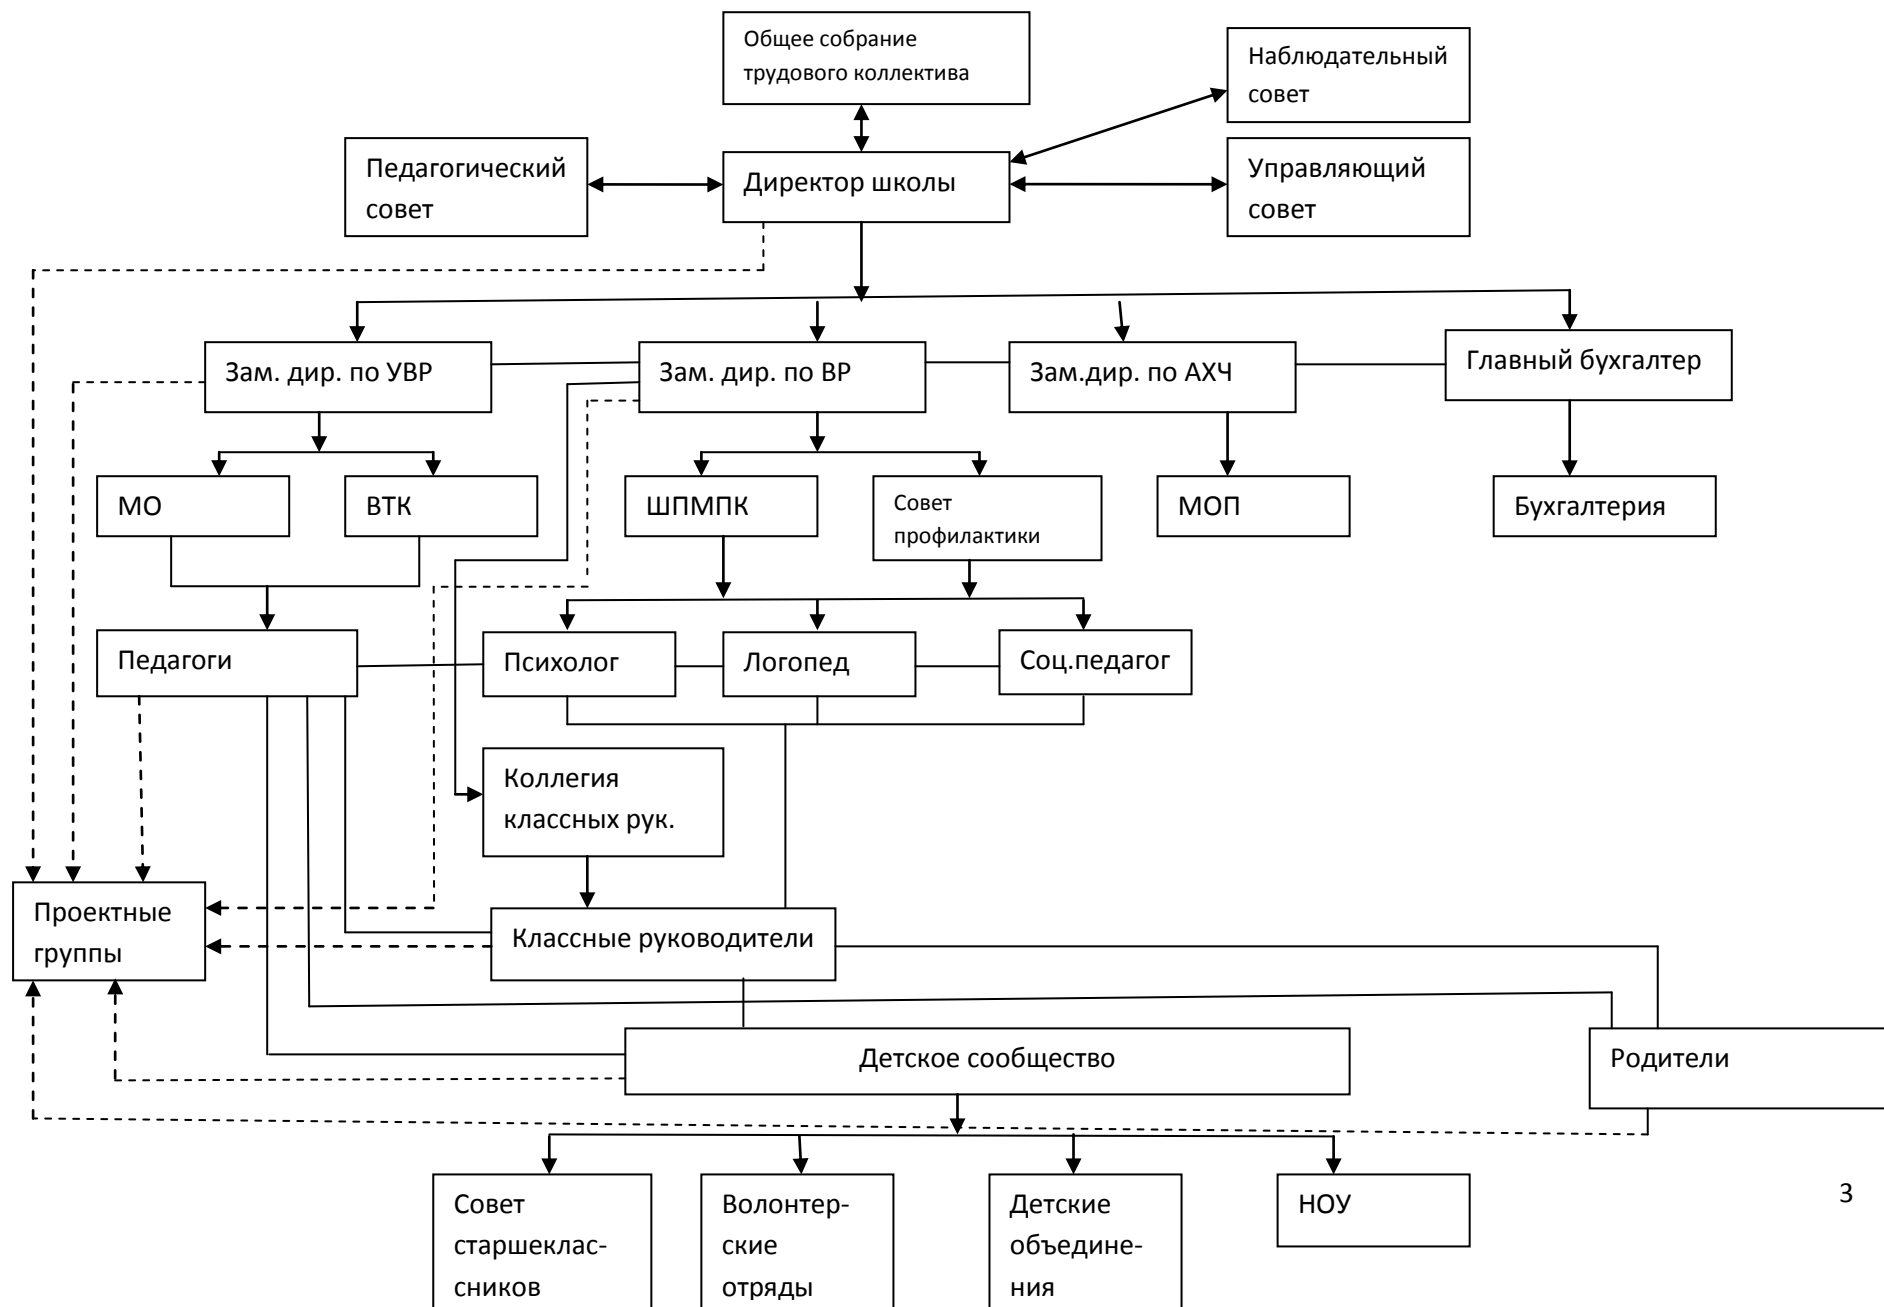 Общее собрание
трудового коллектива
Наблюдательный
совет
Педагогический
совет
Директор школы
Управляющий
совет
Зам. дир. по УВР
Зам. дир. по ВР
Зам.дир. по АХЧ
Главный бухгалтер
МО
ВТК
ШПМПК
Совет
профилактики
МОП
Бухгалтерия
Педагоги
Психолог
Логопед
Соц.педагог
Коллегия
классных рук.
Проектные
группы
Классные руководители
Детское сообщество
Родители
Совет
старшеклас-
сников
Волонтер-
ские
отряды
Детские
объедине-
ния
НОУ
3